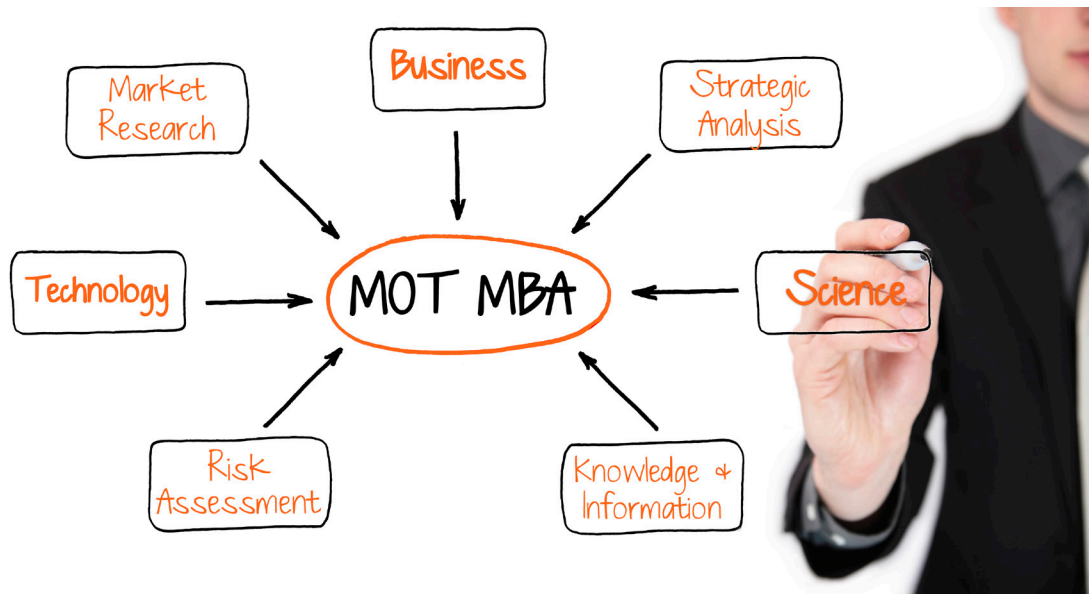 Business
Market
Research
Strategic
Analysis
Technology
MOT MBA
Science
Risk
Assessment
Knowledge &
Information